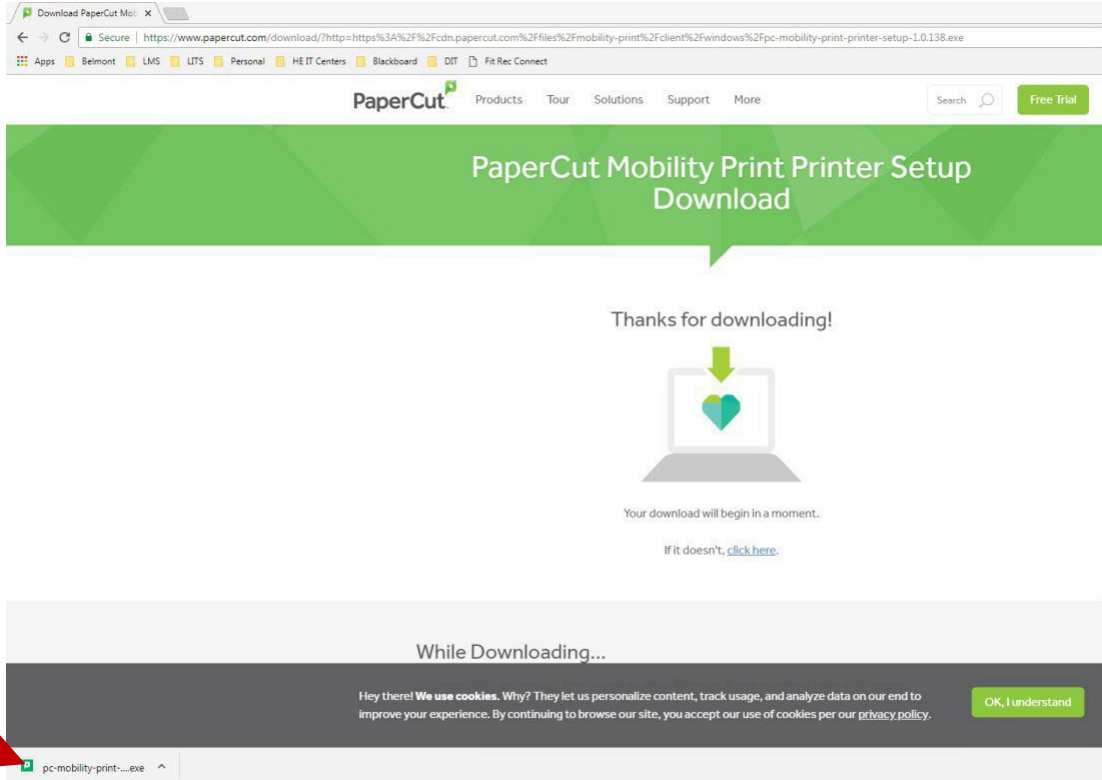 Download PaperCut Mob
Secure | https://www.papercut.com/download/?http=https%3A%2F%2Fcdn.papercut.com%2Ffiles%2Fmobility-print%2Fclient%2Fwindows%2Fpc-mobility-print-printer-setup-1.0.138.exe
Apps Belmont LMS LITS Personal HE IT Centers Blackboard DIT Fit Rec Connect
PaperCut Products Tour Solutions Support More Search Free Trial
PaperCut Mobility Print Printer Setup
Download
Thanks for downloading!
Your download will begin in a moment.
If it doesn't, click here.
While Downloading...
Hey there! We use cookies. Why? They let us personalize content, track usage, and analyze data on our end to
improve your experience. By continuing to browse our site, you accept our use of cookies per our privacy policy.
OK, I understand
pc-mobility-print-....exe